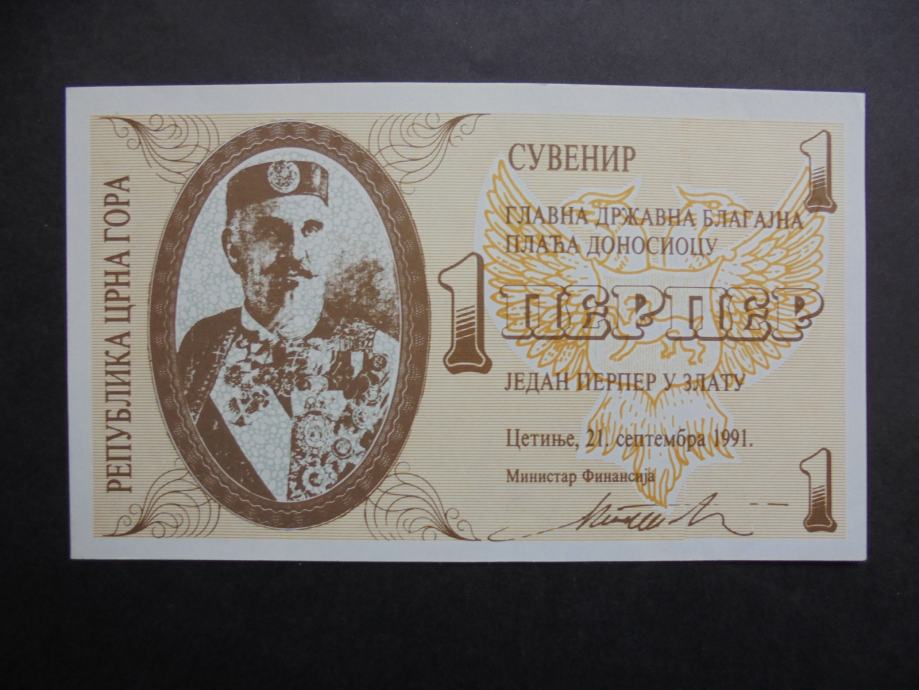 РЕПУБЛИКА ЦРНА ГОРА
СУВЕНИР
1
ГЛАВНА ДРЖАВНА БЛАГАЈНА
ПЛАЋА ДОНОСИОЦУ
1 ПЕРПЕР
ЈЕДАН ПЕРПЕР У ЗЛАТУ
Цетиње, 21. септембра 1991.
Министар Финансија
1